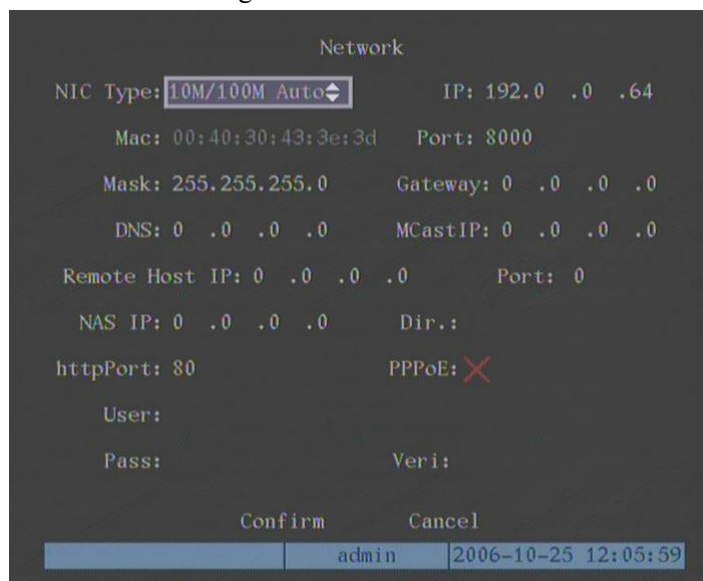 Network
NIC Type: 10M/100M Auto IP: 192.0 .0 .64
Mac: 00:40:30:43:3e:3d Port: 8000
Mask: 255.255.255.0 Gateway: 0 .0 .0 .0
DNS: 0 .0 .0 .0 MCastIP: 0 .0 .0 .0
Remote Host IP: 0 .0 .0 .0 Port: 0
NAS IP: 0 .0 .0 .0 Dir.:
httpPort: 80 PPPoE:
User:
Pass: Veri:
Confirm Cancel
admin 2006-10-25 12:05:59